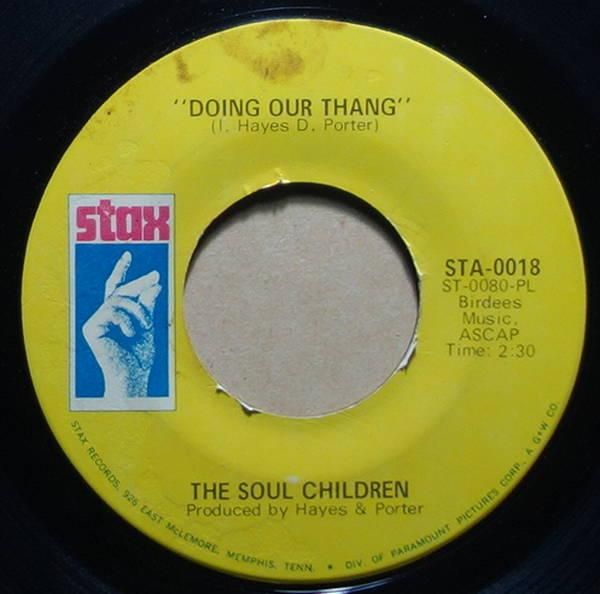 "DOING OUR THANG"
(I. Hayes D. Porter)
stax
STA-0018
ST-0080-PL
Birdees
Music,
ASCAP
Time: 2:30
THE SOUL CHILDREN
Produced by Hayes & Porter
STAX RECORDS, 926 EAST McLEMORE, MEMPHIS, TENN. • DIV. OF PARAMOUNT PICTURES CORP. A G+W CO.